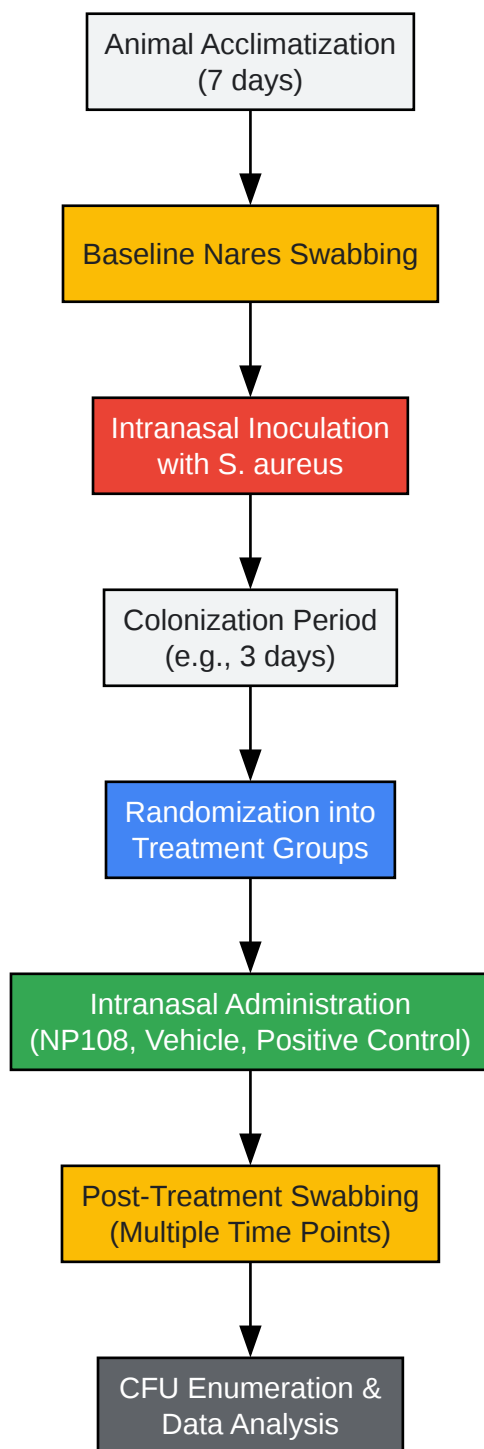 Animal Acclimatization
(7 days)
Baseline Nares Swabbing
Intranasal Inoculation
with S. aureus
Colonization Period
(e.g., 3 days)
Randomization into
Treatment Groups
Intranasal Administration
(NP108, Vehicle, Positive Control)
Post-Treatment Swabbing
(Multiple Time Points)
CFU Enumeration &
Data Analysis